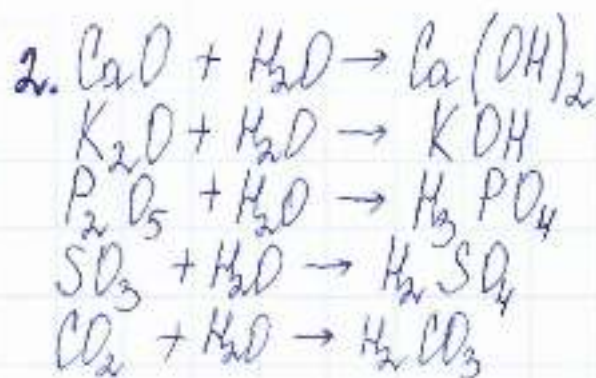 2. CaO + H₂O → Ca(OH)₂
K₂O + H₂O → KOH
P₂O₅ + H₂O → H₃PO₄
SO₃ + H₂O → H₂SO₄
CO₂ + H₂O → H₂CO₃